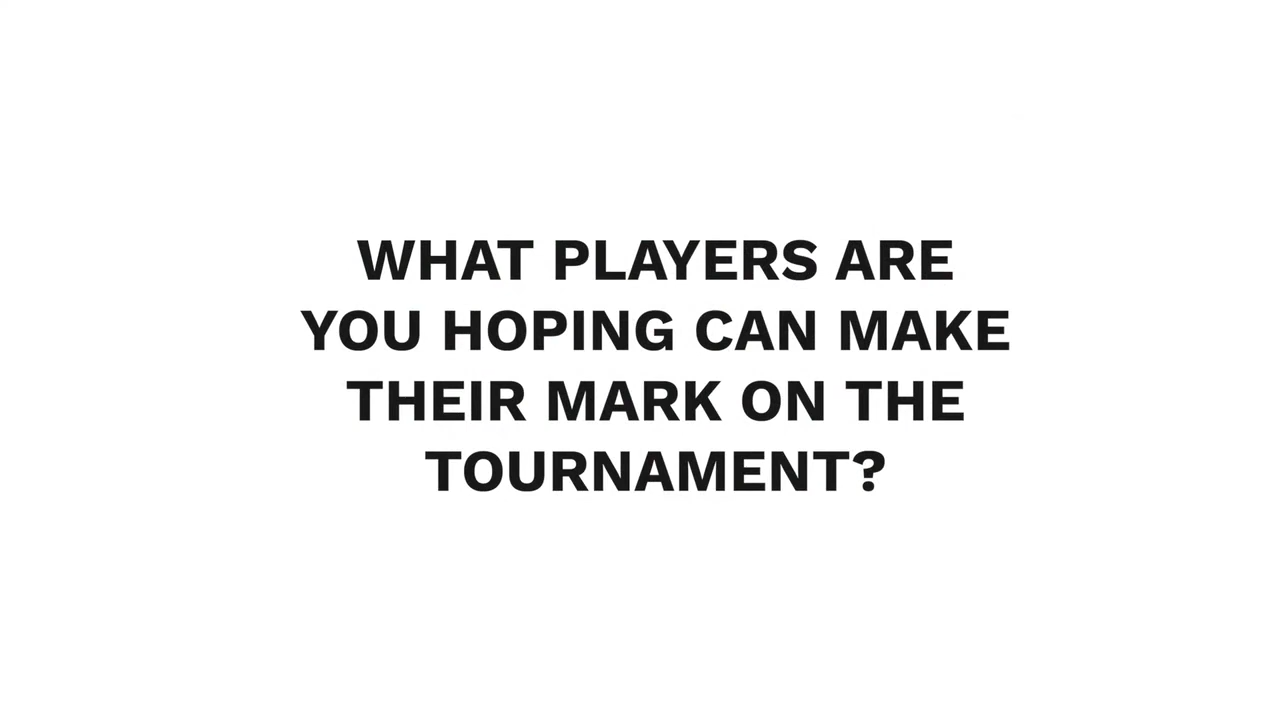 WHAT PLAYERS ARE
YOU HOPING CAN MAKE
THEIR MARK ON THE
TOURNAMENT?